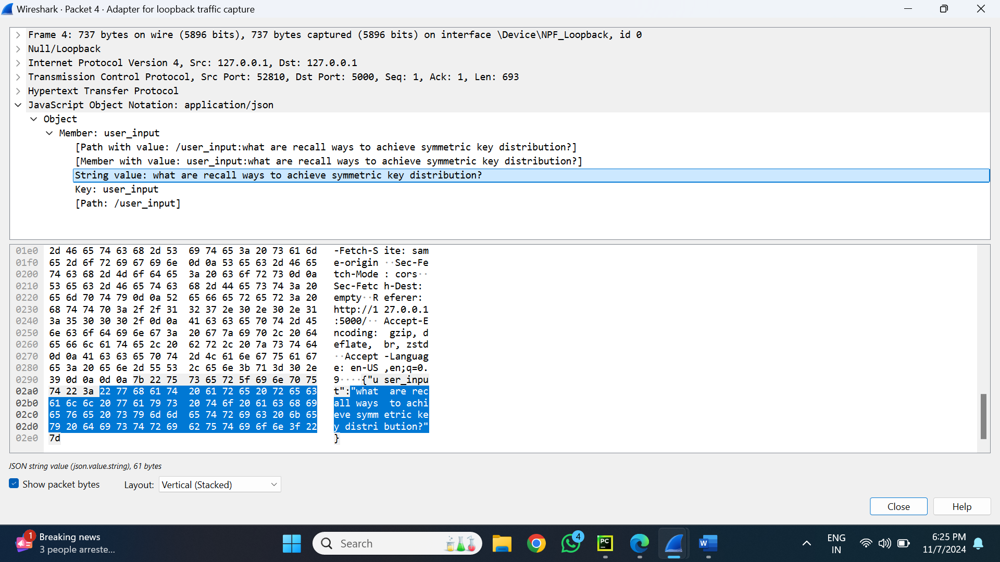 Wireshark · Packet 4 · Adapter for loopback traffic capture
Frame 4: 737 bytes on wire (5896 bits), 737 bytes captured (5896 bits) on interface \Device\NPF_Loopback, id 0
Null/Loopback
Internet Protocol Version 4, Src: 127.0.0.1, Dst: 127.0.0.1
Transmission Control Protocol, Src Port: 52810, Dst Port: 5000, Seq: 1, Ack: 1, Len: 693
Hypertext Transfer Protocol
JavaScript Object Notation: application/json
Object
Member: user_input
[Path with value: /user_input:what are recall ways to achieve symmetric key distribution?]
[Member with value: user_input:what are recall ways to achieve symmetric key distribution?]
String value: what are recall ways to achieve symmetric key distribution?
Key: user_input
[Path: /user_input]
01e0 2d 46 65 74 63 68 2d 53 69 74 65 3a 20 73 61 6d -Fetch-S ite: sam
01f0 65 2d 6f 72 69 67 69 6e 0d 0a 53 65 63 2d 46 65 e-origin ··Sec-Fe
0200 74 63 68 2d 4d 6f 64 65 3a 20 63 6f 72 73 0d 0a tch-Mode : cors··
0210 53 65 63 2d 46 65 74 63 68 2d 44 65 73 74 3a 20 Sec-Fetc h-Dest:
0220 65 6d 70 74 79 0d 0a 52 65 66 65 72 65 72 3a 20 empty··R eferer:
0230 68 74 74 70 3a 2f 2f 31 32 37 2e 30 2e 30 2e 31 http://1 27.0.0.1
0240 3a 35 30 30 30 2f 0d 0a 41 63 63 65 70 74 2d 45 :5000/·· Accept-E
0250 6e 63 6f 64 69 6e 67 3a 20 67 7a 69 70 2c 20 64 ncoding: gzip, d
0260 65 66 6c 61 74 65 2c 20 62 72 2c 20 7a 73 74 64 eflate, br, zstd
0270 0d 0a 41 63 63 65 70 74 2d 4c 61 6e 67 75 61 67 ··Accept -Languag
0280 65 3a 20 65 6e 2d 55 53 2c 65 6e 3b 71 3d 30 2e e: en-US ,en;q=0.
0290 39 0d 0a 0d 0a 7b 22 75 73 65 72 5f 69 6e 70 75 9····{"u ser_inpu
02a0 74 22 3a 22 77 68 61 74 20 61 72 65 20 72 65 63 t":"what are rec
02b0 61 6c 6c 20 77 61 79 73 20 74 6f 20 61 63 68 69 all ways to achi
02c0 65 76 65 20 73 79 6d 6d 65 74 72 69 63 20 6b 65 eve symm etric ke
02d0 79 20 64 69 73 74 72 69 62 75 74 69 6f 6e 3f 22 y distri bution?"
02e0 7d }
JSON string value (json.value.string), 61 bytes
Show packet bytes Layout: Vertical (Stacked)
Close Help
1 Breaking news
3 people arreste...
Search
4
PC
W
ENG
IN
6:25 PM
11/7/2024